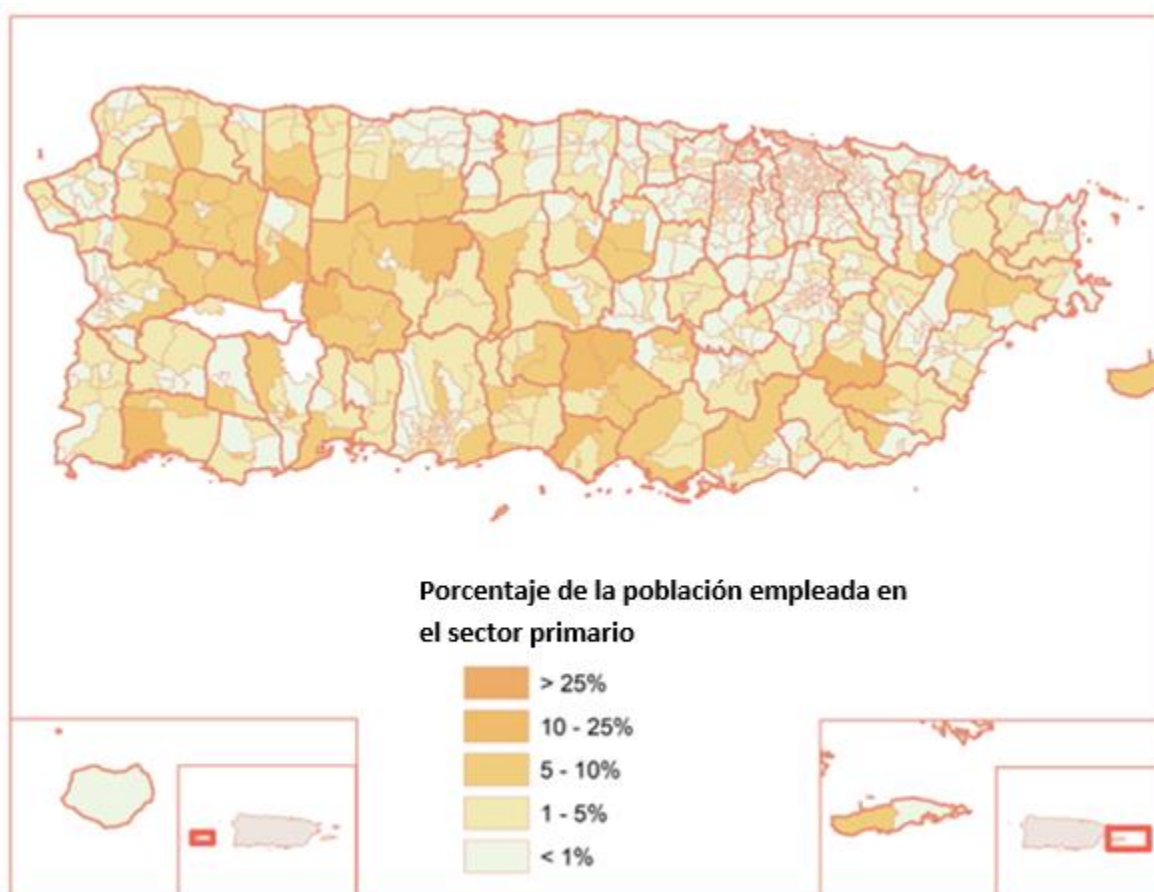 Porcentaje de la población empleada en
el sector primario
> 25%
10 - 25%
5 - 10%
1 - 5%
< 1%